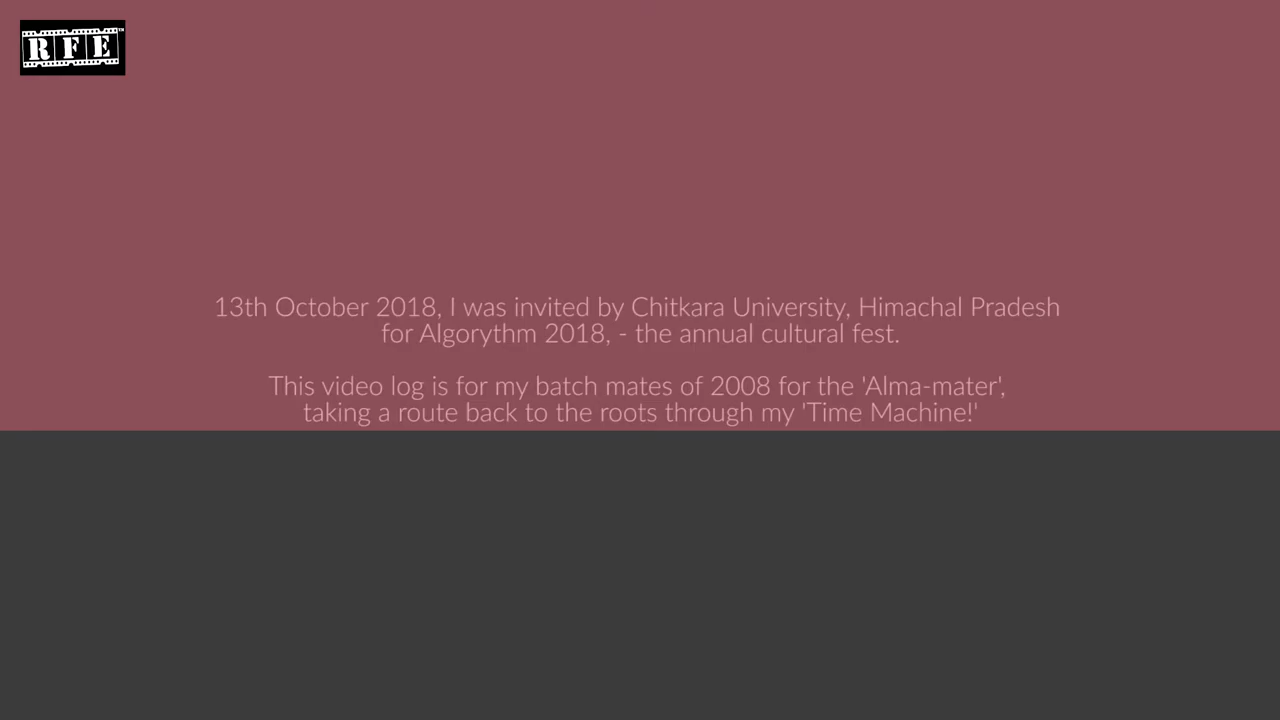 RFE
13th October 2018, I was invited by Chitkara University, Himachal Pradesh
for Algorythm 2018, - the annual cultural fest.
This video log is for my batch mates of 2008 for the 'Alma-mater',
taking a route back to the roots through my 'Time Machine!'